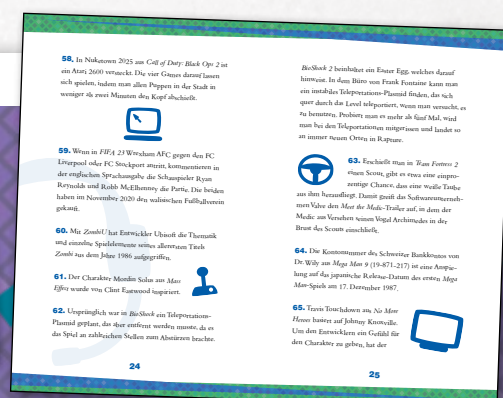 58. In Nuketown 2025 aus Call of Duty: Black Ops 2 ist
ein Atari 2600 versteckt. Die vier Games darauf lassen
sich spielen, indem man allen Puppen in der Stadt in
weniger als zwei Minuten den Kopf abschießt.
59. Wenn in FIFA 23 Wrexham AFC gegen den FC
Liverpool oder FC Stockport antritt, kommentieren in
der englischen Sprachausgabe die Schauspieler Ryan
Reynolds und Robb McElhenney die Partie. Die beiden
haben im November 2020 den walisischen Fußballverein
gekauft.
60. Mit ZombiU hat Entwickler Ubisoft die Thematik
und einzelne Spielelemente seines allerersten Titels
Zombi aus dem Jahre 1986 aufgegriffen.
61. Der Charakter Mordin Solus aus Mass
Effect wurde von Clint Eastwood inspiriert.
62. Ursprünglich war in BioShock ein Teleportations-
Plasmid geplant, das aber entfernt werden musste, da es
das Spiel an zahlreichen Stellen zum Abstürzen brachte.
24
BioShock 2 beinhaltet ein Easter Egg, welches darauf
hinweist. In dem Büro von Frank Fontaine kann man
ein instabiles Teleportations-Plasmid finden, das sich
quer durch das Level teleportiert, wenn man versucht, es
zu benutzen. Probiert man es mehr als fünf Mal, wird
man bei den Teleportationen mitgerissen und landet so
an immer neuen Orten in Rapture.
63. Erschießt man in Team Fortress 2
einen Scout, gibt es etwa eine einpro-
zentige Chance, dass eine weiße Taube
aus ihm herausfliegt. Damit greift das Softwareunterneh-
men Valve den Meet the Medic-Trailer auf, in dem der
Medic aus Versehen seinen Vogel Archimedes in der
Brust des Scouts einschließt.
64. Die Kontonummer des Schweizer Bankkontos von
Dr. Wily aus Mega Man 9 (19-871-217) ist eine Anspie-
lung auf das japanische Release-Datum des ersten Mega
Man-Spiels am 17. Dezember 1987.
65. Travis Touchdown aus No More
Heroes basiert auf Johnny Knoxville.
Um den Entwicklern ein Gefühl für
den Charakter zu geben, hat der
25